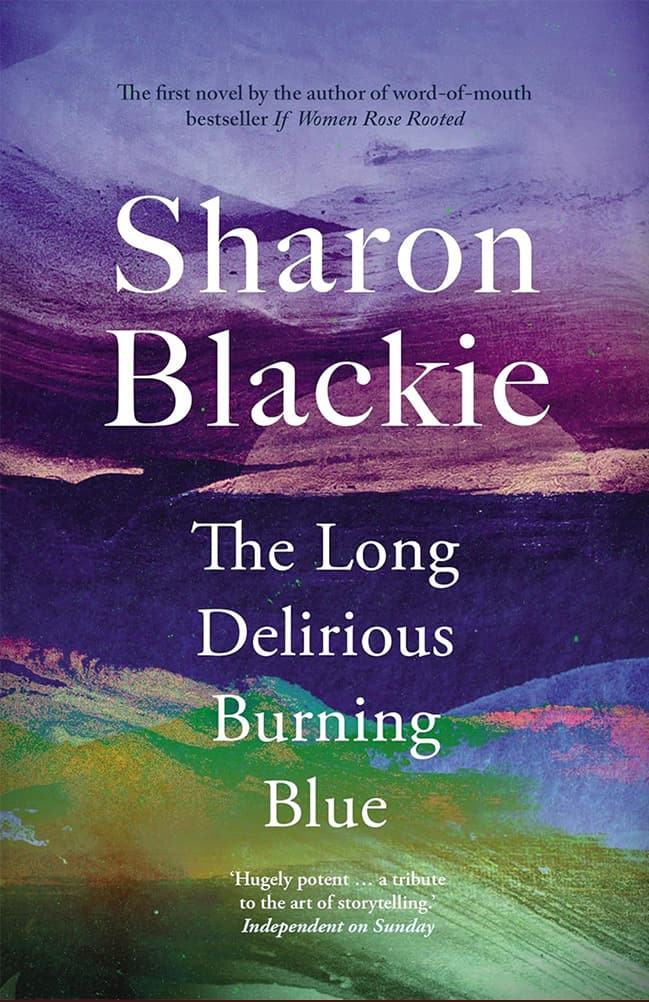 The first novel by the author of word-of-mouth
bestseller If Women Rose Rooted
Sharon
Blackie
The Long
Delirious
Burning
Blue
‘Hugely potent ... a tribute
to the art of storytelling.’
Independent on Sunday